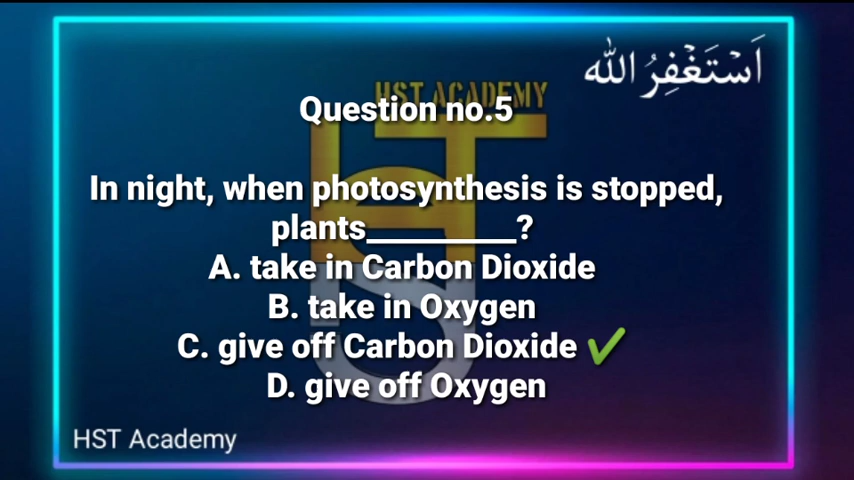 اَسْتَغْفِرُ اللّٰه
HST ACADEMY
Question no.5
In night, when photosynthesis is stopped,
plants_________?
A. take in Carbon Dioxide
B. take in Oxygen
C. give off Carbon Dioxide ✔
D. give off Oxygen
HST Academy